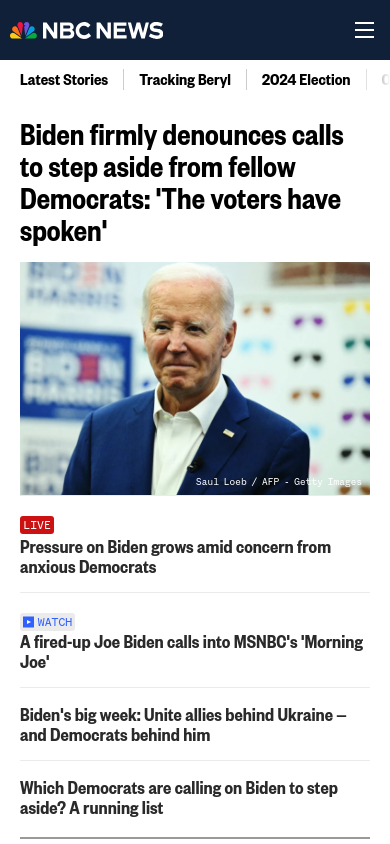 NBC NEWS
Latest Stories
Tracking Beryl
2024 Election
Biden firmly denounces calls
to step aside from fellow
Democrats: 'The voters have
spoken'
BIDEN
HARRIS
BIDEN
HARRIS
Saul Loeb / AFP - Getty Images
LIVE
Pressure on Biden grows amid concern from
anxious Democrats
WATCH
A fired-up Joe Biden calls into MSNBC's 'Morning
Joe'
Biden's big week: Unite allies behind Ukraine —
and Democrats behind him
Which Democrats are calling on Biden to step
aside? A running list